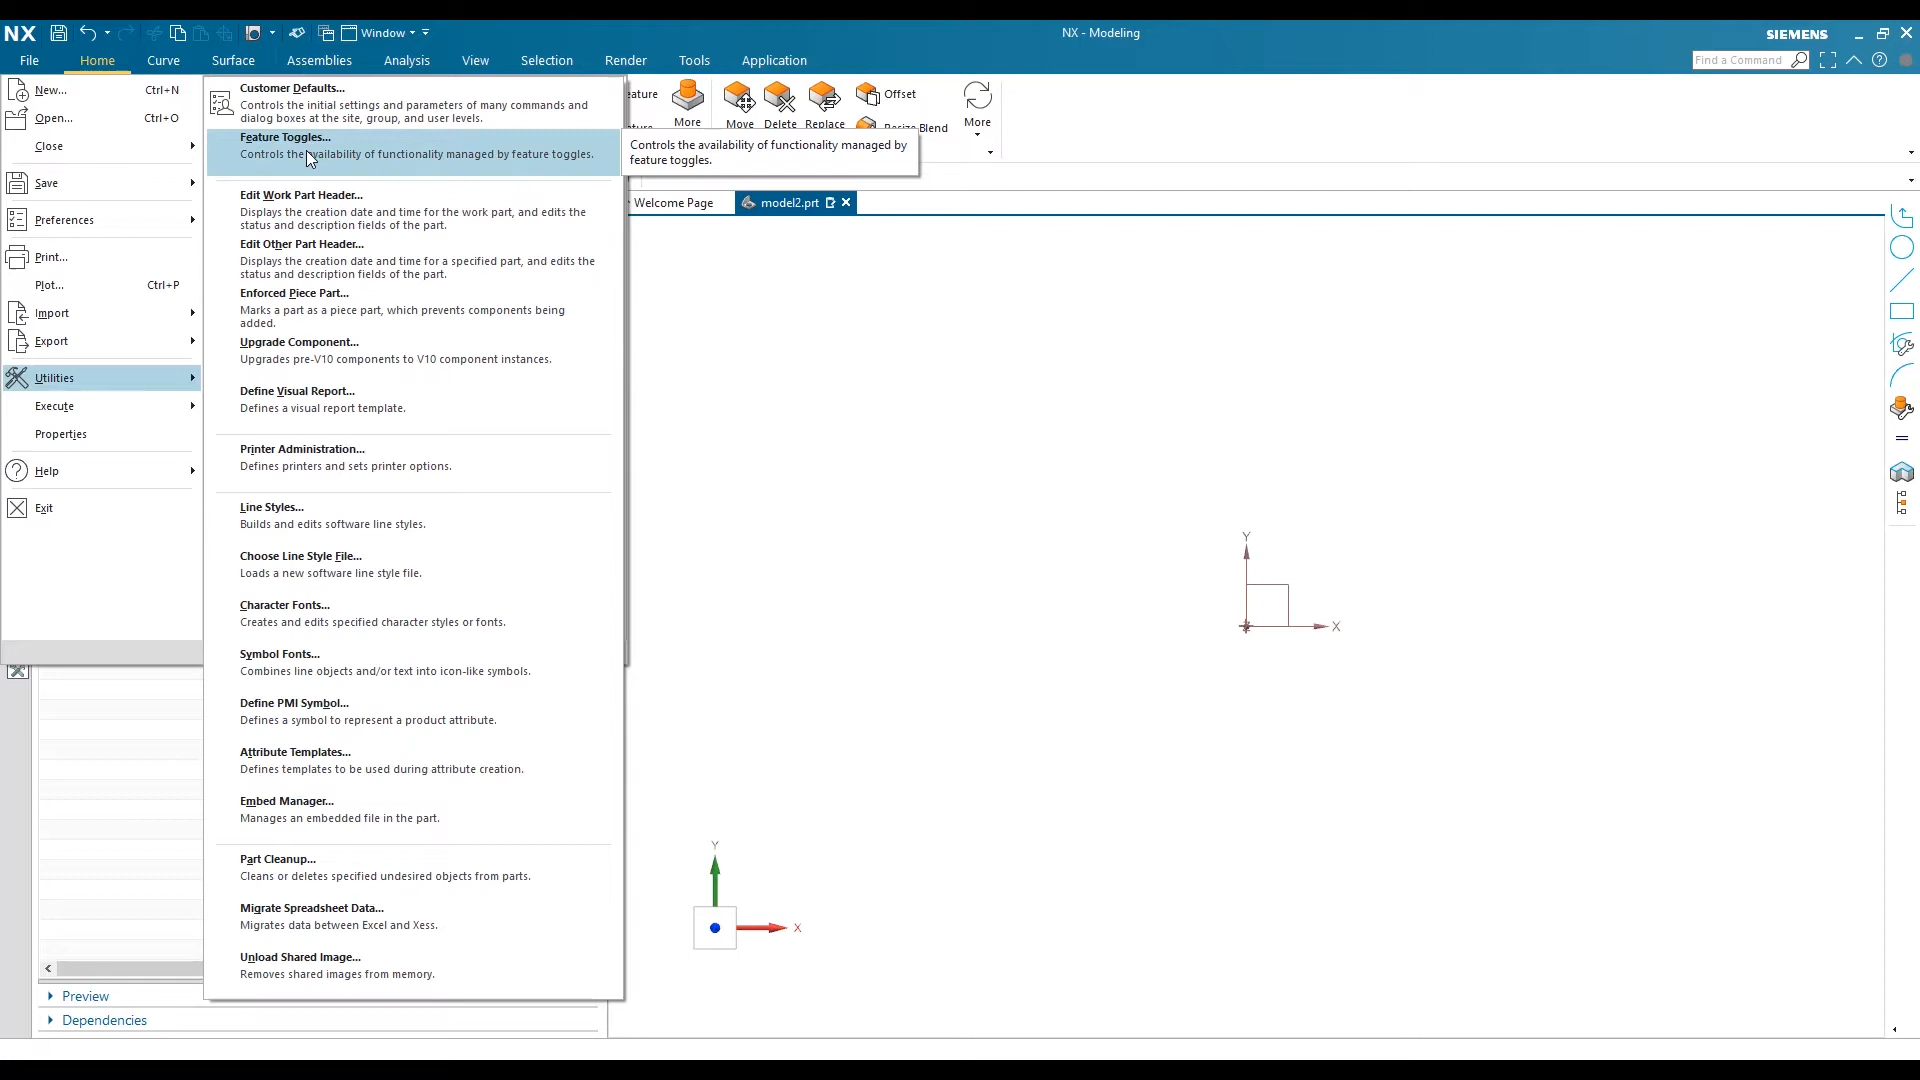 NX
Window
NX - Modeling
SIEMENS
File
Home
Curve
Surface
Assemblies
Analysis
View
Selection
Render
Tools
Application
Find a Command
New... Ctrl+N
Open... Ctrl+O
Close
Save
Preferences
Print...
Plot... Ctrl+P
Import
Export
Utilities
Execute
Properties
Help
Exit
Customer Defaults...
Controls the initial settings and parameters of many commands and
dialog boxes at the site, group, and user levels.
Feature Toggles...
Controls the availability of functionality managed by feature toggles.
Edit Work Part Header...
Displays the creation date and time for the work part, and edits the
status and description fields of the part.
Edit Other Part Header...
Displays the creation date and time for a specified part, and edits the
status and description fields of the part.
Enforced Piece Part...
Marks a part as a piece part, which prevents components being
added.
Upgrade Component...
Upgrades pre-V10 components to V10 component instances.
Define Visual Report...
Defines a visual report template.
Printer Administration...
Defines printers and sets printer options.
Line Styles...
Builds and edits software line styles.
Choose Line Style File...
Loads a new software line style file.
Character Fonts...
Creates and edits specified character styles or fonts.
Symbol Fonts...
Combines line objects and/or text into icon-like symbols.
Define PMI Symbol...
Defines a symbol to represent a product attribute.
Attribute Templates...
Defines templates to be used during attribute creation.
Embed Manager...
Manages an embedded file in the part.
Part Cleanup...
Cleans or deletes specified undesired objects from parts.
Migrate Spreadsheet Data...
Migrates data between Excel and Xess.
Unload Shared Image...
Removes shared images from memory.
Preview
Dependencies
eature
More
Move
Delete
Replace
Offset
Resize Blend
More
Controls the availability of functionality managed by
feature toggles.
Welcome Page
model2.prt
Y
X
Y
X